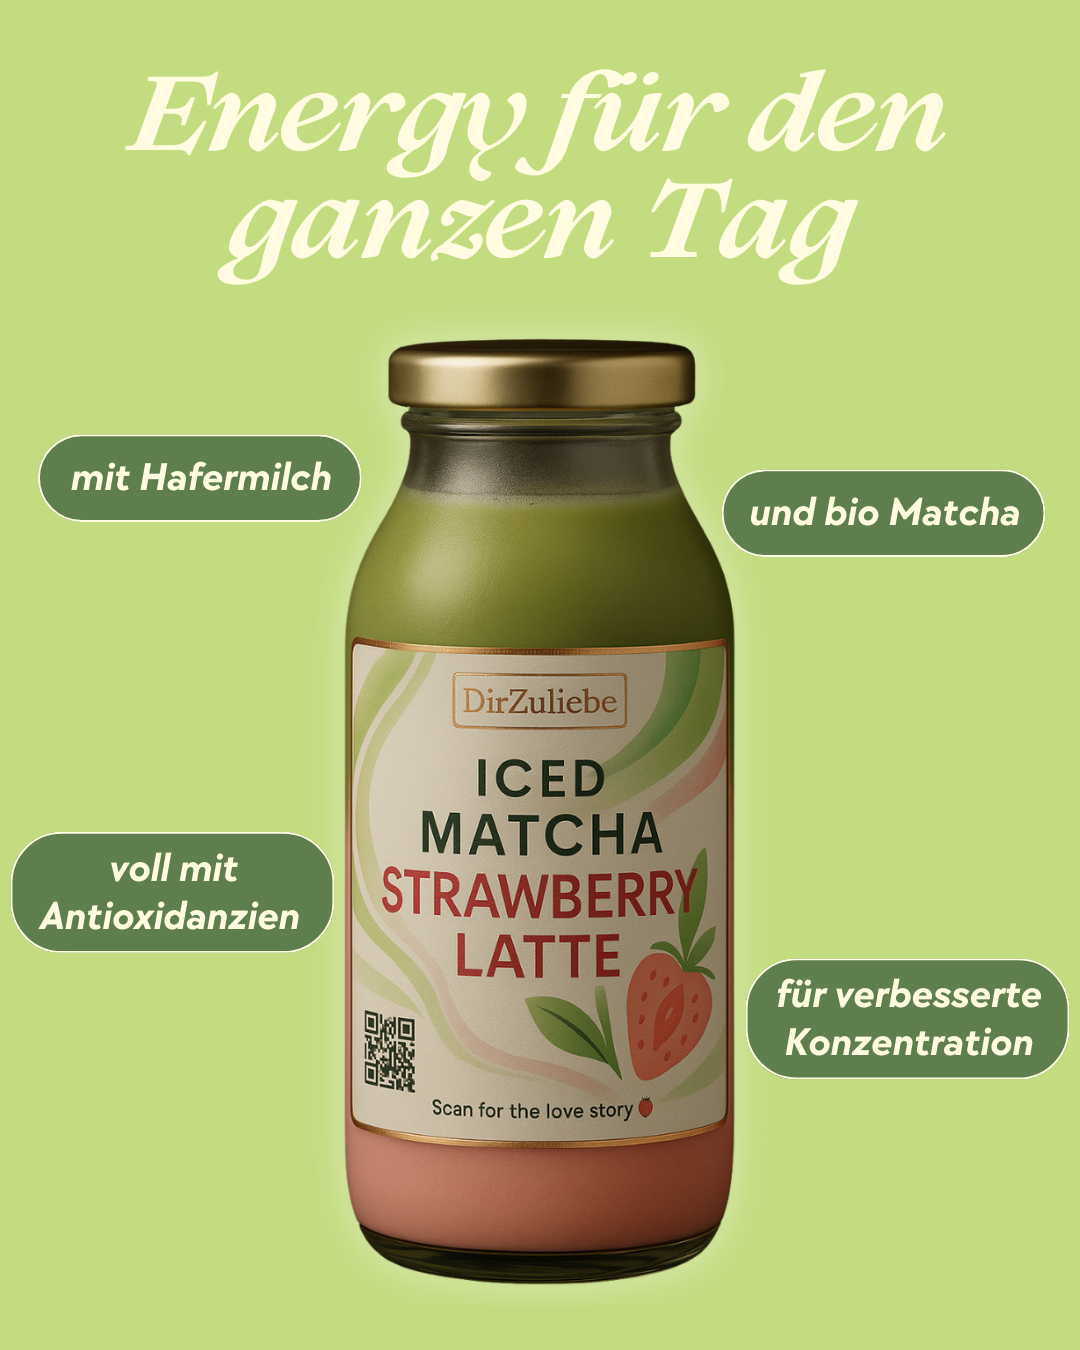 Energy für den
ganzen Tag
mit Hafermilch
und bio Matcha
DirZuliebe
ICED
MATCHA
STRAWBERRY
LATTE
voll mit
Antioxidanzien
für verbesserte
Konzentration
Scan for the love story 🍓